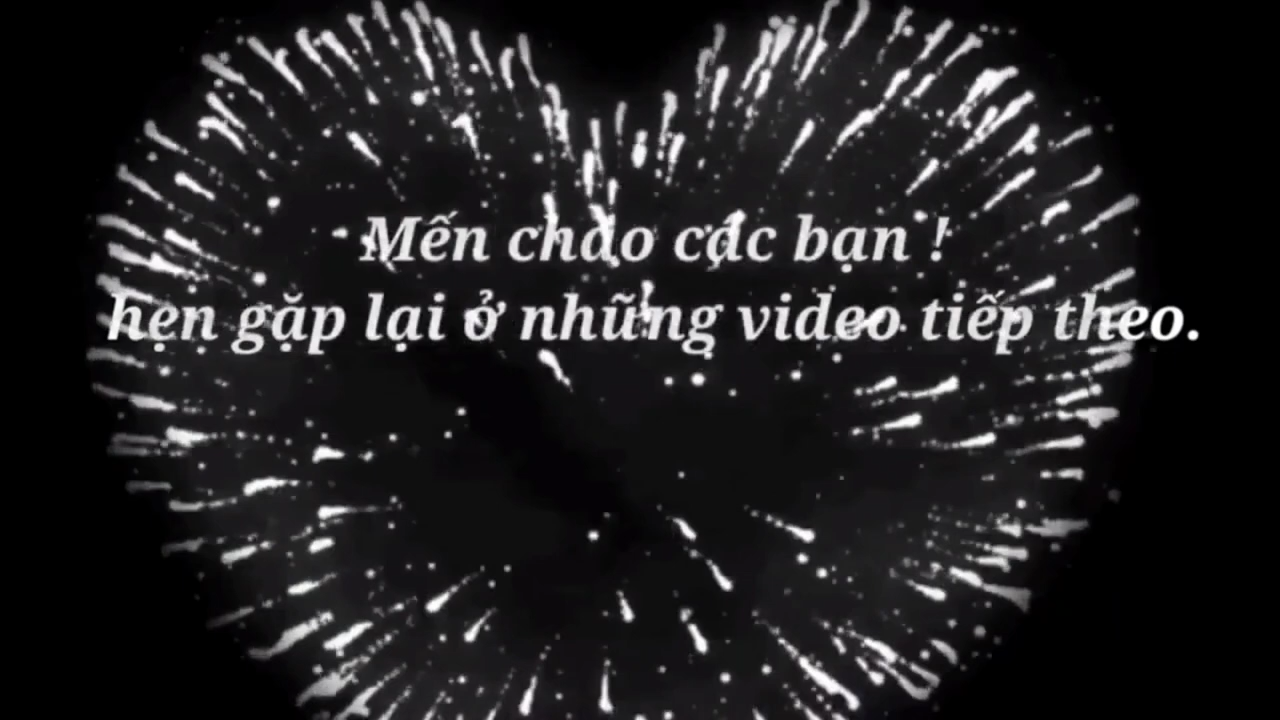 Mến chào các bạn !
hẹn gặp lại ở những video tiếp theo.